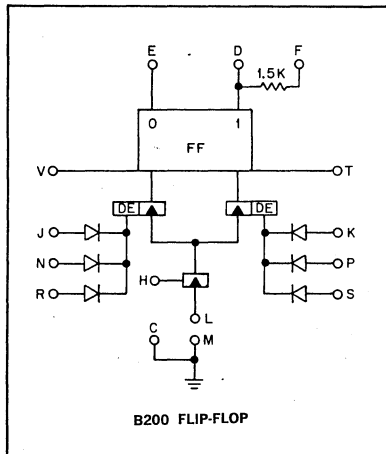 E D F
1.5K
0 1
FF
V T
DE DE
J K
N P
R S
H
L
C M
B200 FLIP-FLOP